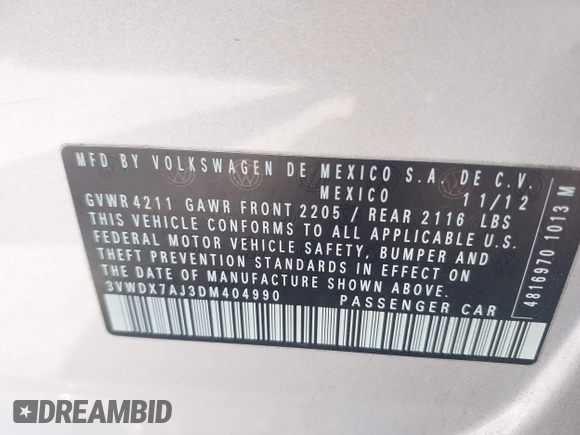 MFD BY VOLKSWAGEN DE MEXICO S.A. DE C.V.
MEXICO 11/12
GVWR 4211 GAWR FRONT 2205 / REAR 2116 LBS
THIS VEHICLE CONFORMS TO ALL APPLICABLE U.S.
FEDERAL MOTOR VEHICLE SAFETY, BUMPER AND
THEFT PREVENTION STANDARDS IN EFFECT ON
THE DATE OF MANUFACTURE SHOWN ABOVE.
3VWDX7AJ3DM404990 PASSENGER CAR
4816970 1013 M
DREAMBID